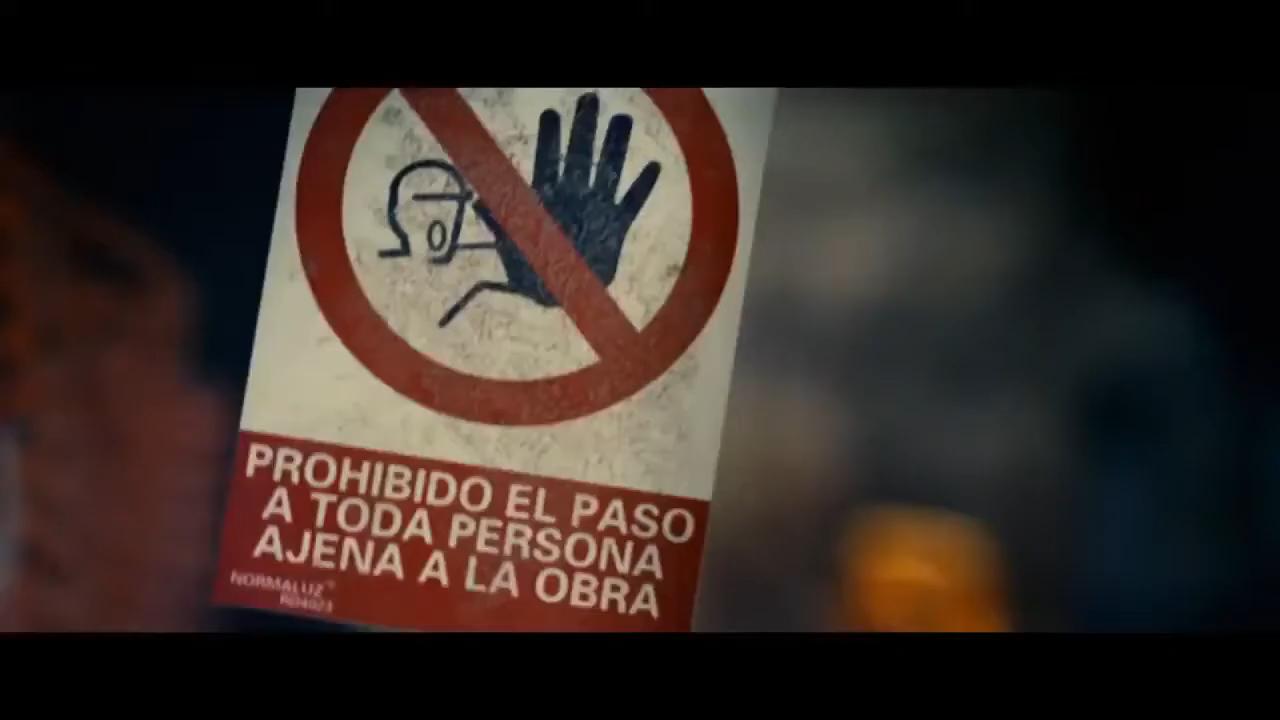 PROHIBIDO EL PASO
A TODA PERSONA
AJENA A LA OBRA
NORMALUZ